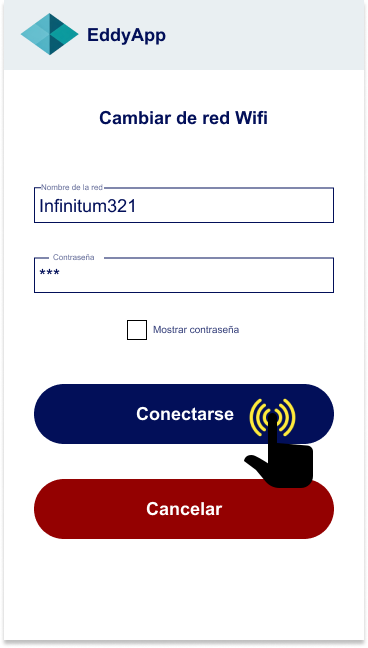 EddyApp
Cambiar de red Wifi
Nombre de la red
Infinitum321
Contraseña
***
Mostrar contraseña
Conectarse
Cancelar